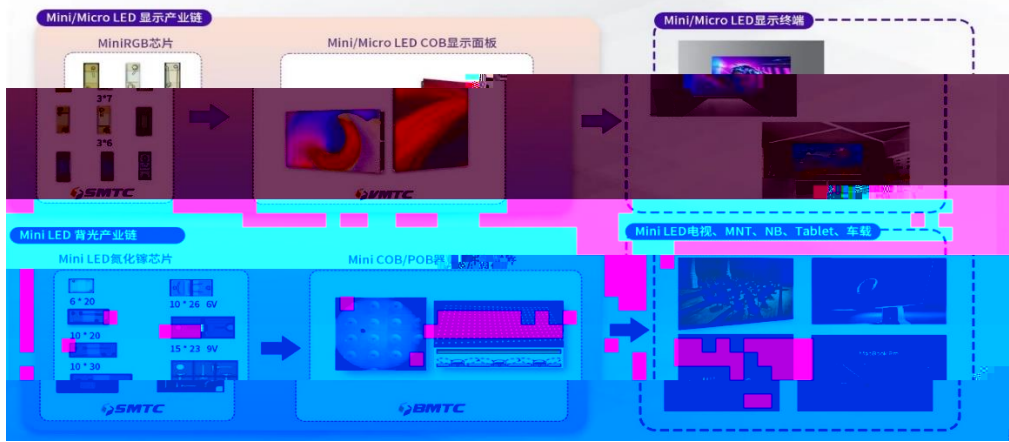 Mini/Micro LED 显示产业链
Mini/Micro LED显示终端
MiniRGB芯片
Mini/Micro LED COB显示面板
3*7
3*6
SMTC
VMTC
Mini LED 背光产业链
Mini LED电视、MNT、NB、Tablet、车载
Mini LED氮化镓芯片
Mini COB/POB
6 * 20
10 * 26 6V
10 * 20
15 * 23 9V
10 * 30
SMTC
BMTC